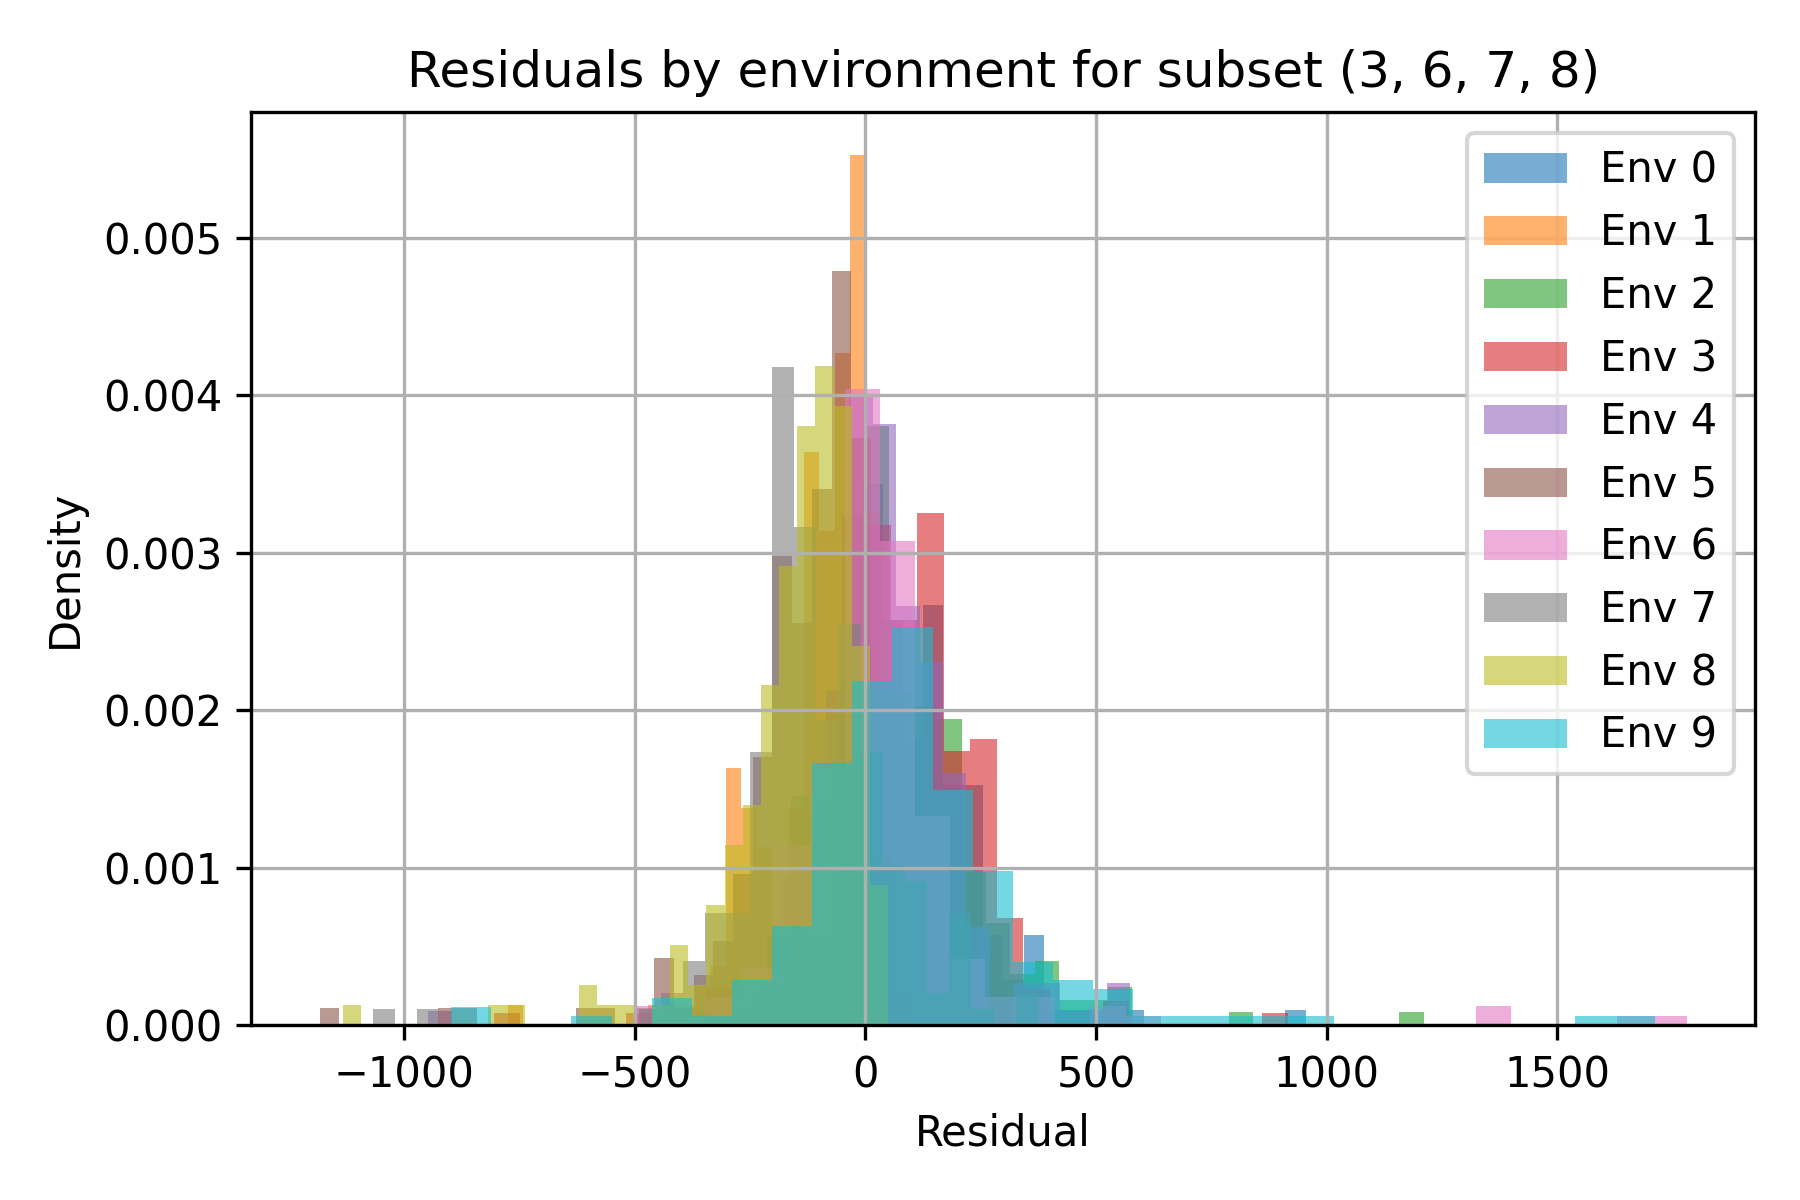 Residuals by environment for subset (3, 6, 7, 8)
Density
0.005
0.004
0.003
0.002
0.001
0.000
−1000
−500
0
500
1000
1500
Residual
Env 0
Env 1
Env 2
Env 3
Env 4
Env 5
Env 6
Env 7
Env 8
Env 9